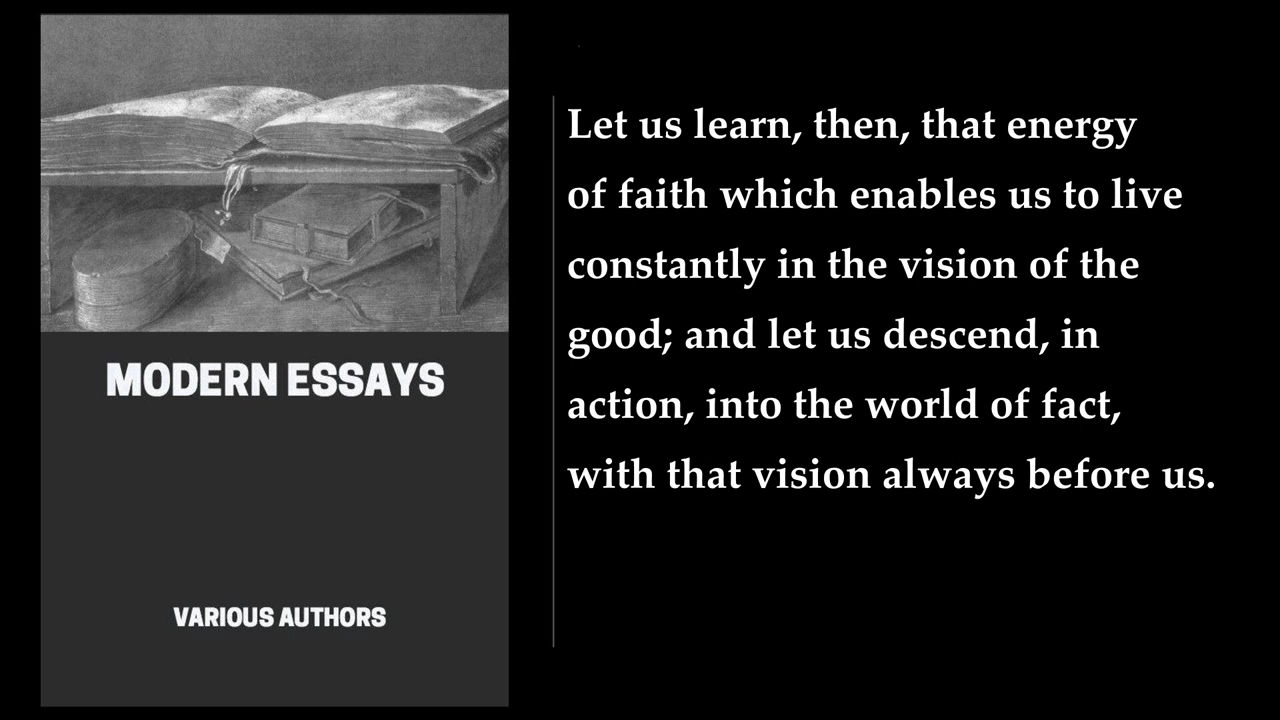 MODERN ESSAYS
VARIOUS AUTHORS
Let us learn, then, that energy
of faith which enables us to live
constantly in the vision of the
good; and let us descend, in
action, into the world of fact,
with that vision always before us.